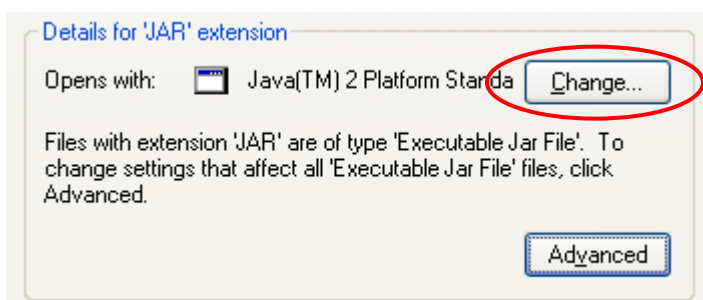 Details for 'JAR' extension
Opens with: Java(TM) 2 Platform Standa Change...
Files with extension 'JAR' are of type 'Executable Jar File'. To
change settings that affect all 'Executable Jar File' files, click
Advanced.
Advanced